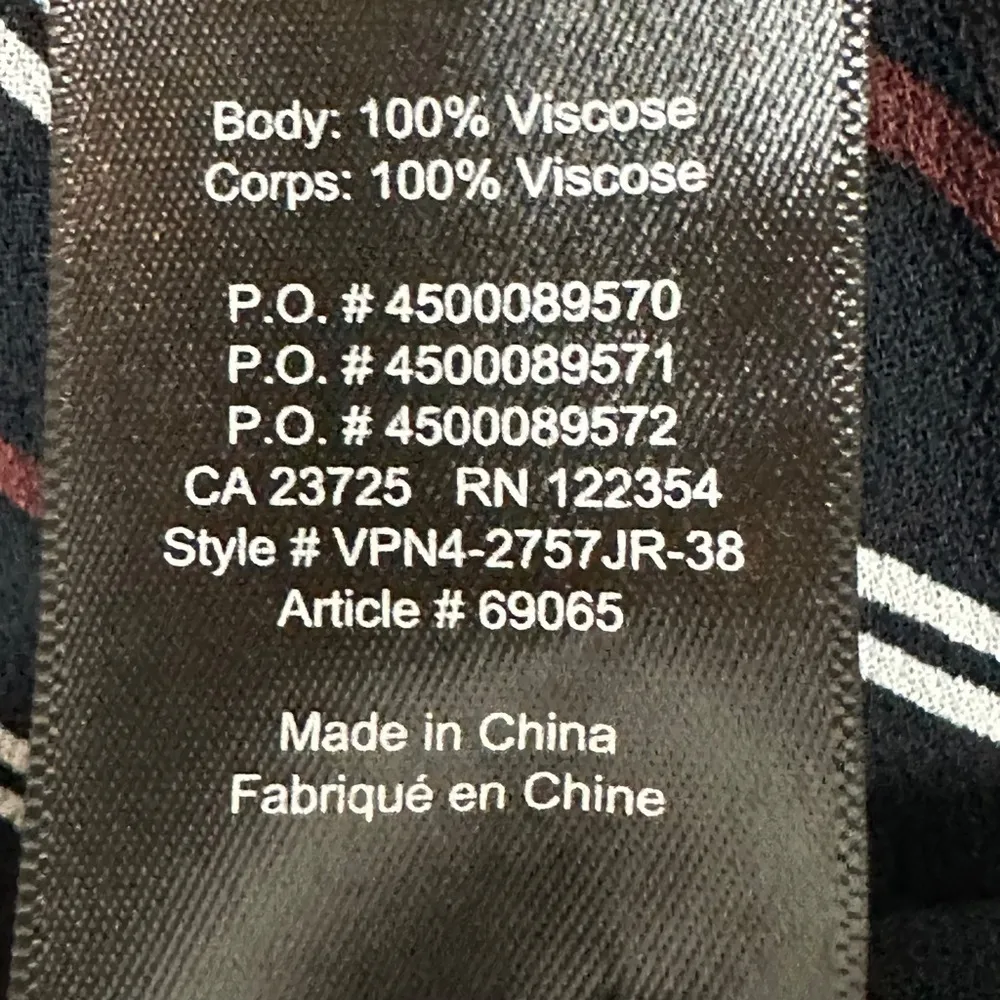 Body: 100% Viscose
Corps: 100% Viscose
P.O. # 4500089570
P.O. # 4500089571
P.O. # 4500089572
CA 23725 RN 122354
Style # VPN4-2757JR-38
Article # 69065
Made in China
Fabriqué en Chine